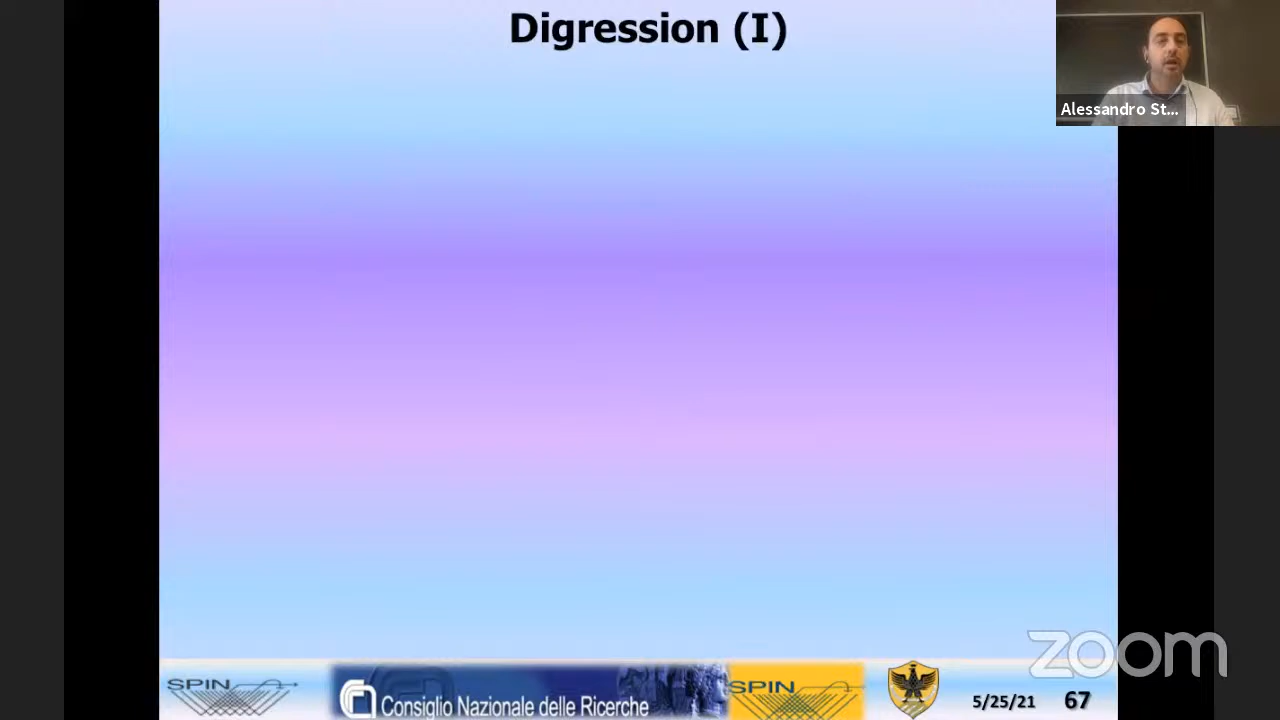 Digression (I)
Alessandro St...
SPIN
Consiglio Nazionale delle Ricerche
SPIN
5/25/21
67
zoom